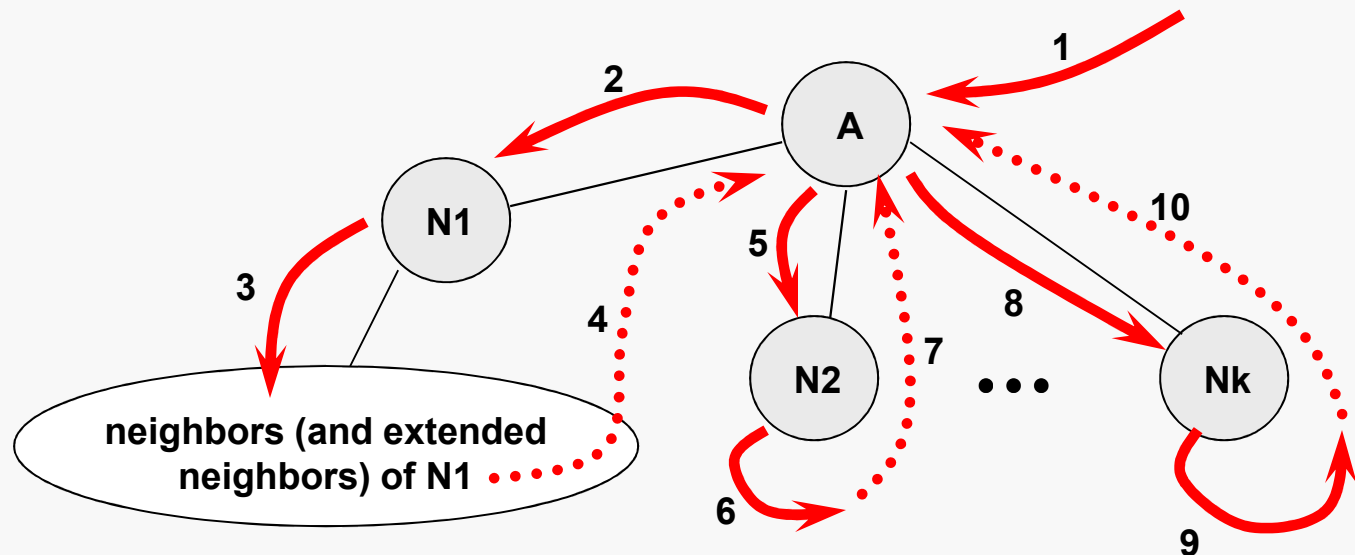 1
2
A
N1
10
3
5
4
8
7
N2
• • •
Nk
neighbors (and extended
neighbors) of N1
6
9